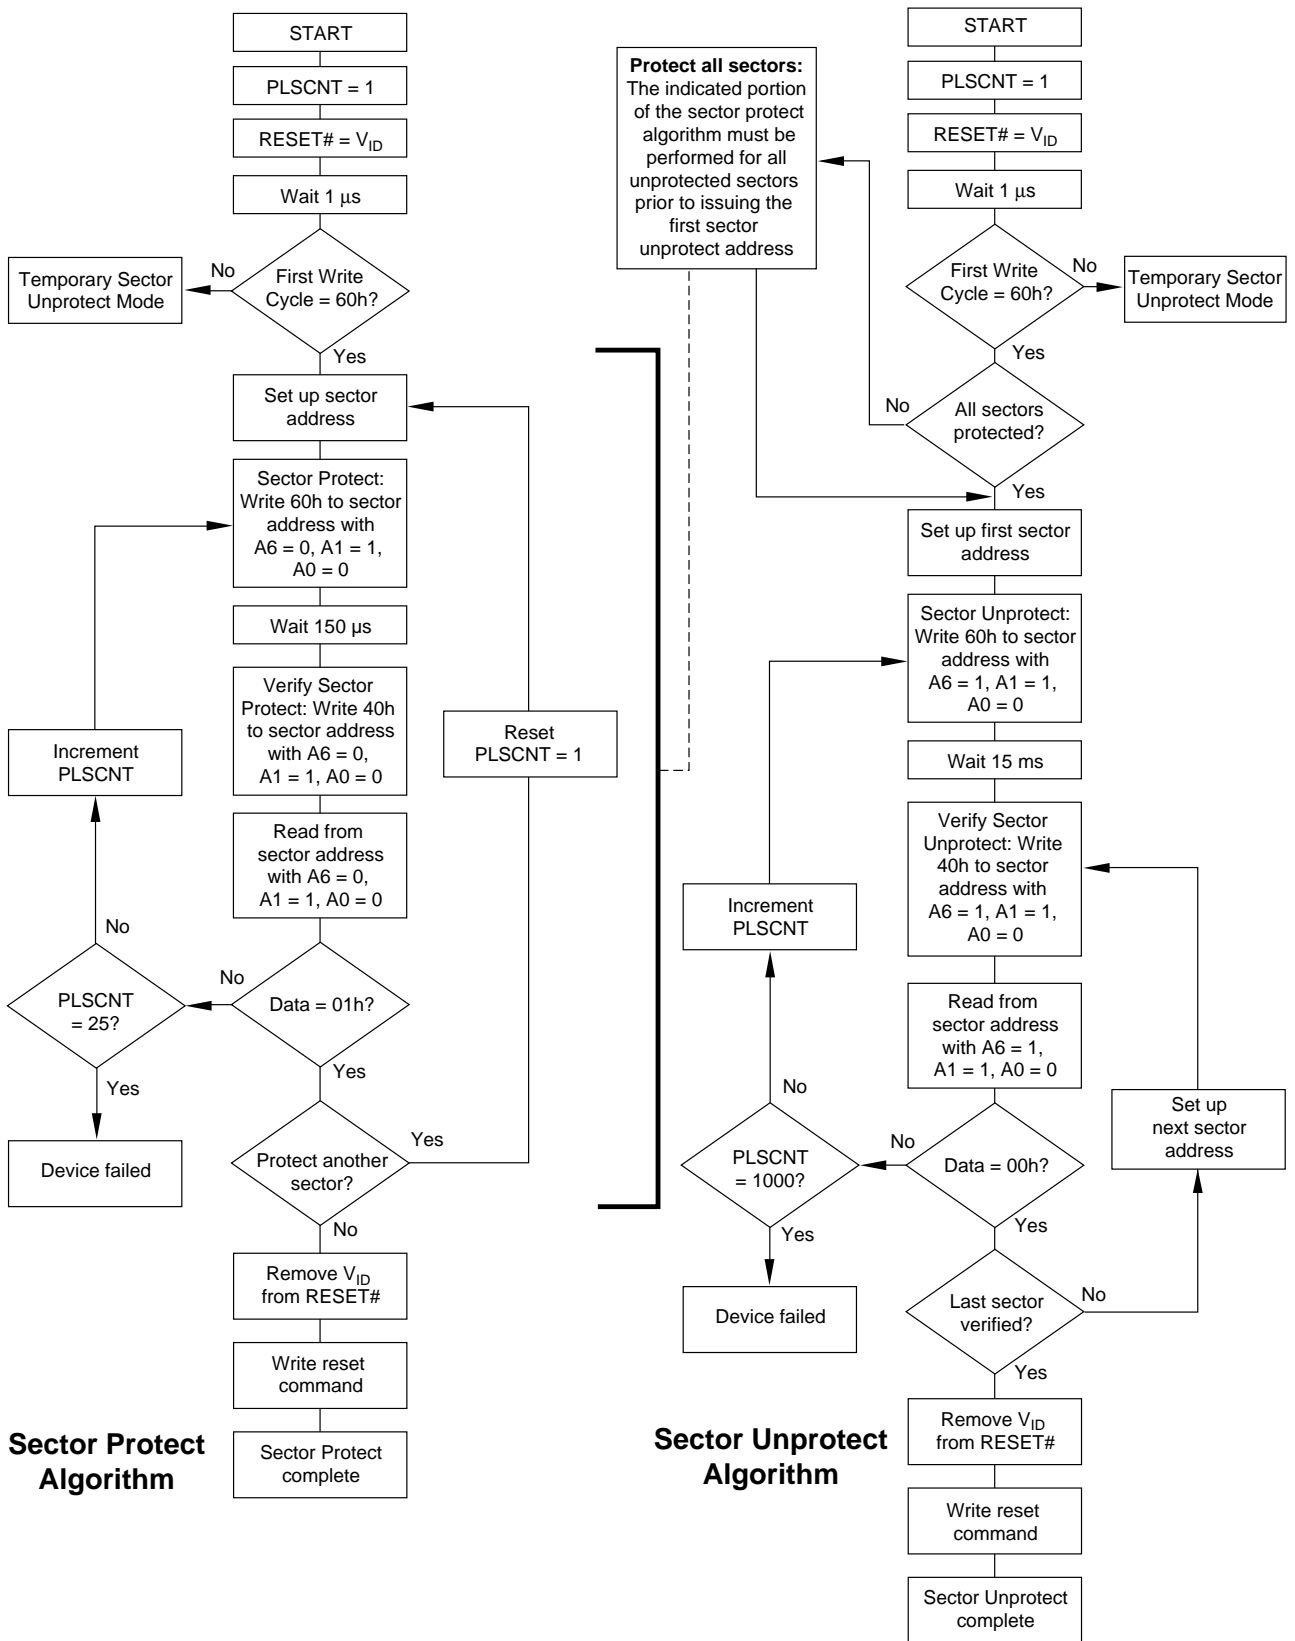 START
PLSCNT = 1
RESET# = VID
Wait 1 μs
First Write
Cycle = 60h?
No
Temporary Sector
Unprotect Mode
Yes
Set up sector
address
Sector Protect:
Write 60h to sector
address with
A6 = 0, A1 = 1,
A0 = 0
Wait 150 µs
Verify Sector
Protect: Write 40h
to sector address
with A6 = 0,
A1 = 1, A0 = 0
Reset
PLSCNT = 1
Increment
PLSCNT
Read from
sector address
with A6 = 0,
A1 = 1, A0 = 0
No
PLSCNT
= 25?
No
Data = 01h?
Yes
Device failed
Yes
Protect another
sector?
Yes
No
Remove VID
from RESET#
Write reset
command
Sector Protect
complete
Sector Protect
Algorithm
Protect all sectors:
The indicated portion
of the sector protect
algorithm must be
performed for all
unprotected sectors
prior to issuing the
first sector
unprotect address
START
PLSCNT = 1
RESET# = VID
Wait 1 μs
First Write
Cycle = 60h?
No
Temporary Sector
Unprotect Mode
Yes
No
All sectors
protected?
Yes
Set up first sector
address
Sector Unprotect:
Write 60h to sector
address with
A6 = 1, A1 = 1,
A0 = 0
Wait 15 ms
Verify Sector
Unprotect: Write
40h to sector
address with
A6 = 1, A1 = 1,
A0 = 0
Increment
PLSCNT
Read from
sector address
with A6 = 1,
A1 = 1, A0 = 0
No
PLSCNT
= 1000?
No
Data = 00h?
Set up
next sector
address
Yes
Device failed
Yes
Last sector
verified?
No
Yes
Remove VID
from RESET#
Write reset
command
Sector Unprotect
complete
Sector Unprotect
Algorithm